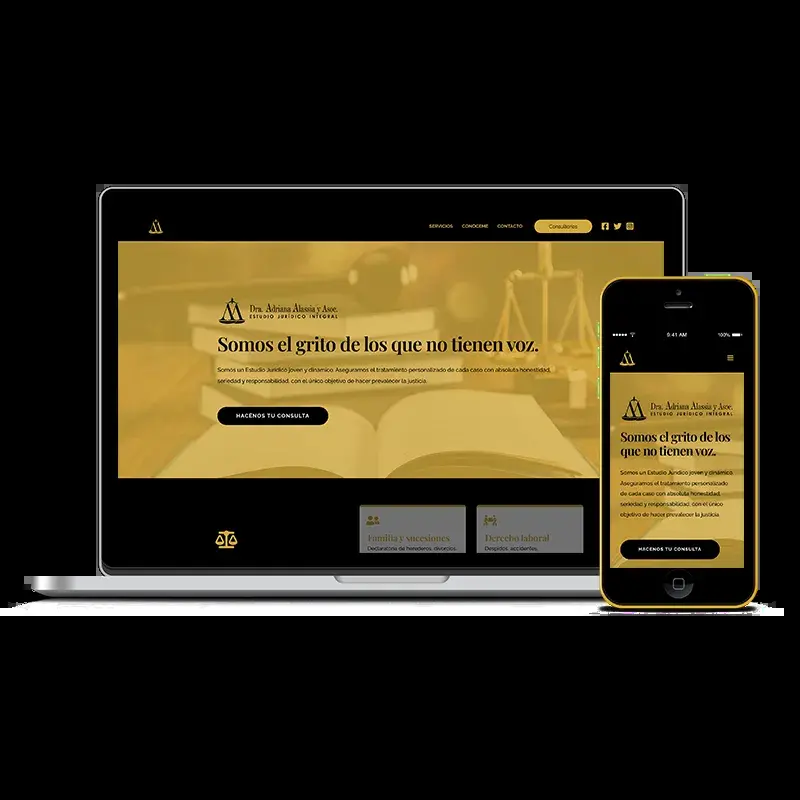 SERVICIOS CONÓCEME CONTACTO Consultorios
Dra. Adriana Alassia y Asoc.
ESTUDIO JURÍDICO INTEGRAL
Somos el grito de los que no tienen voz.
Somos un Estudio Jurídico joven y dinámico. Aseguramos el tratamiento personalizado de cada caso con absoluta honestidad,
seriedad y responsabilidad, con el único objetivo de hacer prevalecer la justicia.
HACÉNOS TU CONSULTA
Familia y sucesiones
Declaratoria de herederos, divorcios,
Derecho laboral
Despidos, accidentes,
9:41 AM 100%
Dra. Adriana Alassia y Asoc.
ESTUDIO JURÍDICO INTEGRAL
Somos el grito de los
que no tienen voz.
Somos un Estudio Jurídico joven y dinámico.
Aseguramos el tratamiento personalizado
de cada caso con absoluta honestidad,
seriedad y responsabilidad, con el único
objetivo de hacer prevalecer la justicia.
HACÉNOS TU CONSULTA